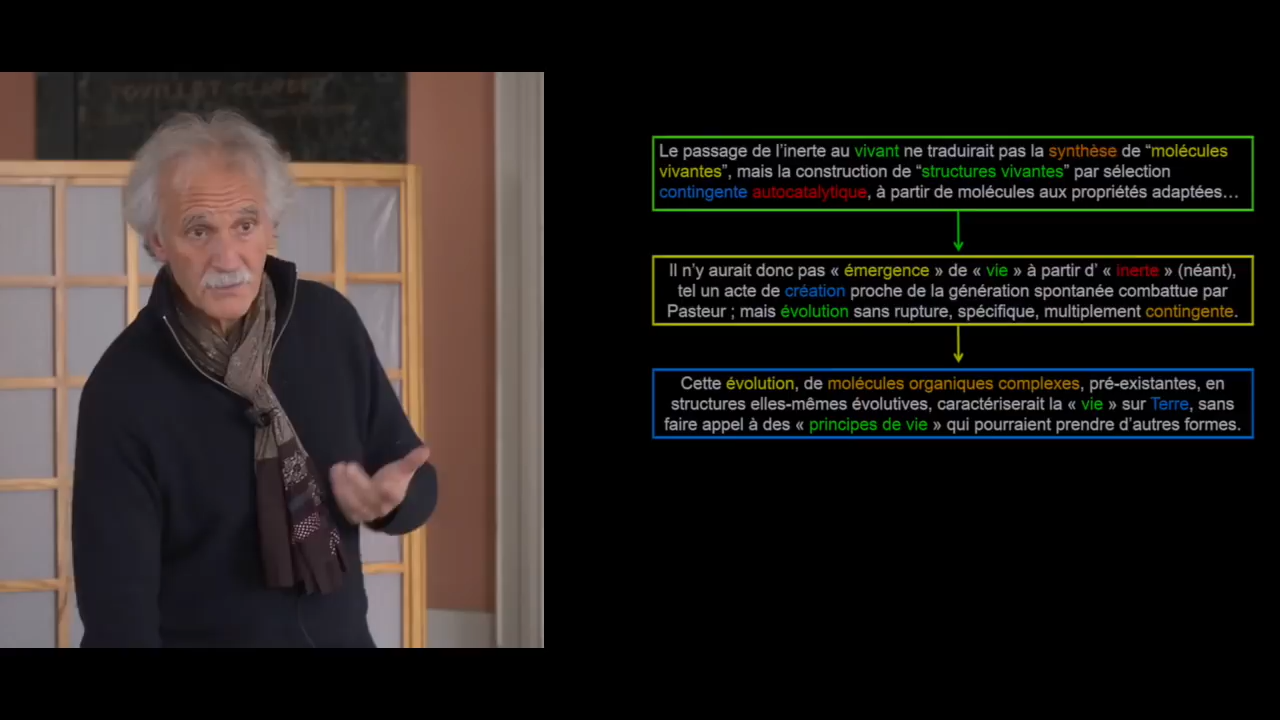 Le passage de l'inerte au vivant ne traduirait pas la synthèse de “molécules
vivantes”, mais la construction de “structures vivantes” par sélection
contingente autocatalytique, à partir de molécules aux propriétés adaptées…
Il n'y aurait donc pas « émergence » de « vie » à partir d' « inerte » (néant),
tel un acte de création proche de la génération spontanée combattue par
Pasteur ; mais évolution sans rupture, spécifique, multiplement contingente.
Cette évolution, de molécules organiques complexes, pré-existantes, en
structures elles-mêmes évolutives, caractériserait la « vie » sur Terre, sans
faire appel à des « principes de vie » qui pourraient prendre d'autres formes.